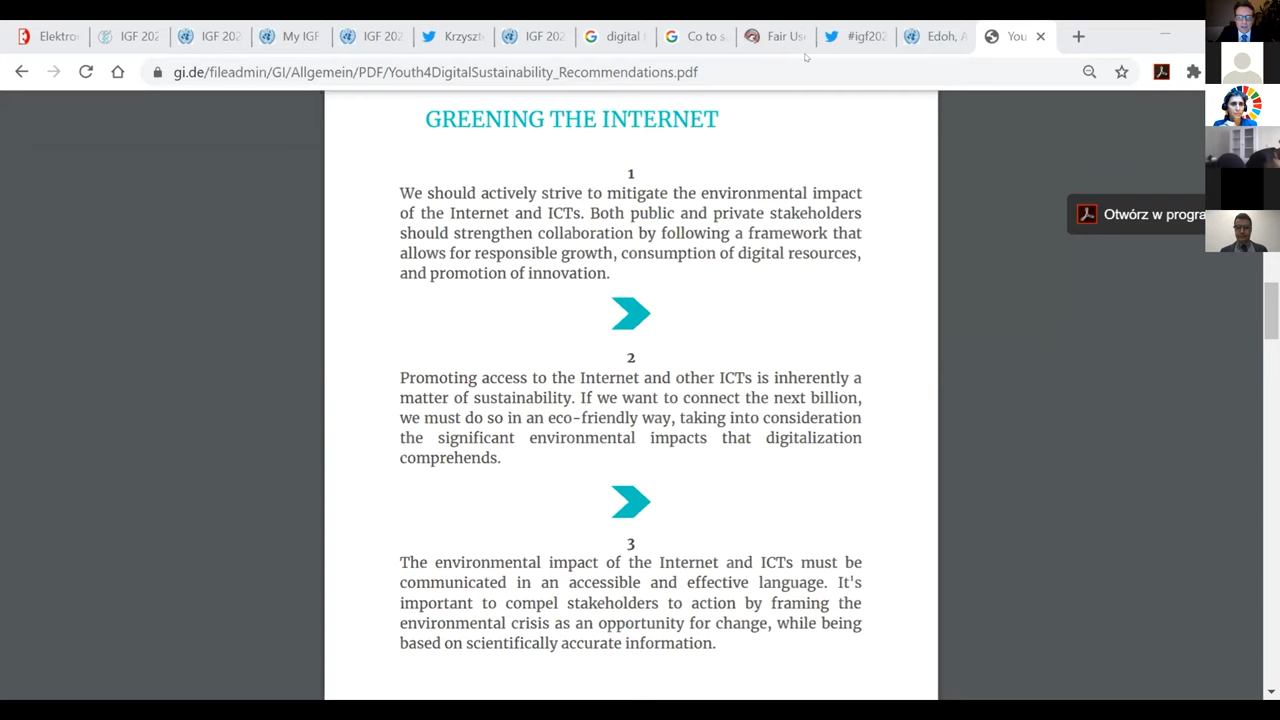 Elektro
IGF 202
IGF 202
My IGF
IGF 202
Krzyszt
IGF 202
digital
Co to s
Fair Use
#igf202
Edoh, A
You
gi.de/fileadmin/GI/Allgemein/PDF/Youth4DigitalSustainability_Recommendations.pdf
Otwórz w progra
GREENING THE INTERNET
1
We should actively strive to mitigate the environmental impact
of the Internet and ICTs. Both public and private stakeholders
should strengthen collaboration by following a framework that
allows for responsible growth, consumption of digital resources,
and promotion of innovation.
2
Promoting access to the Internet and other ICTs is inherently a
matter of sustainability. If we want to connect the next billion,
we must do so in an eco-friendly way, taking into consideration
the significant environmental impacts that digitalization
comprehends.
3
The environmental impact of the Internet and ICTs must be
communicated in an accessible and effective language. It's
important to compel stakeholders to action by framing the
environmental crisis as an opportunity for change, while being
based on scientifically accurate information.